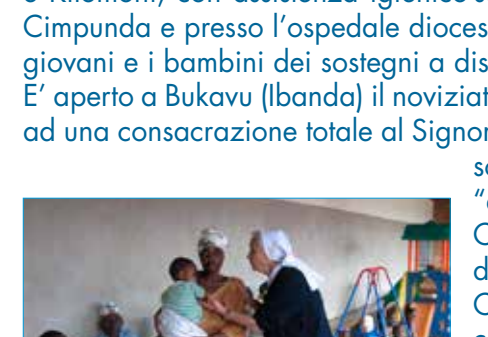 Cimpunda e presso l'ospedale dioces
giovani e i bambini dei sostegni a dis
E' aperto a Bukavu (Ibanda) il noviziat
ad una consacrazione totale al Signor